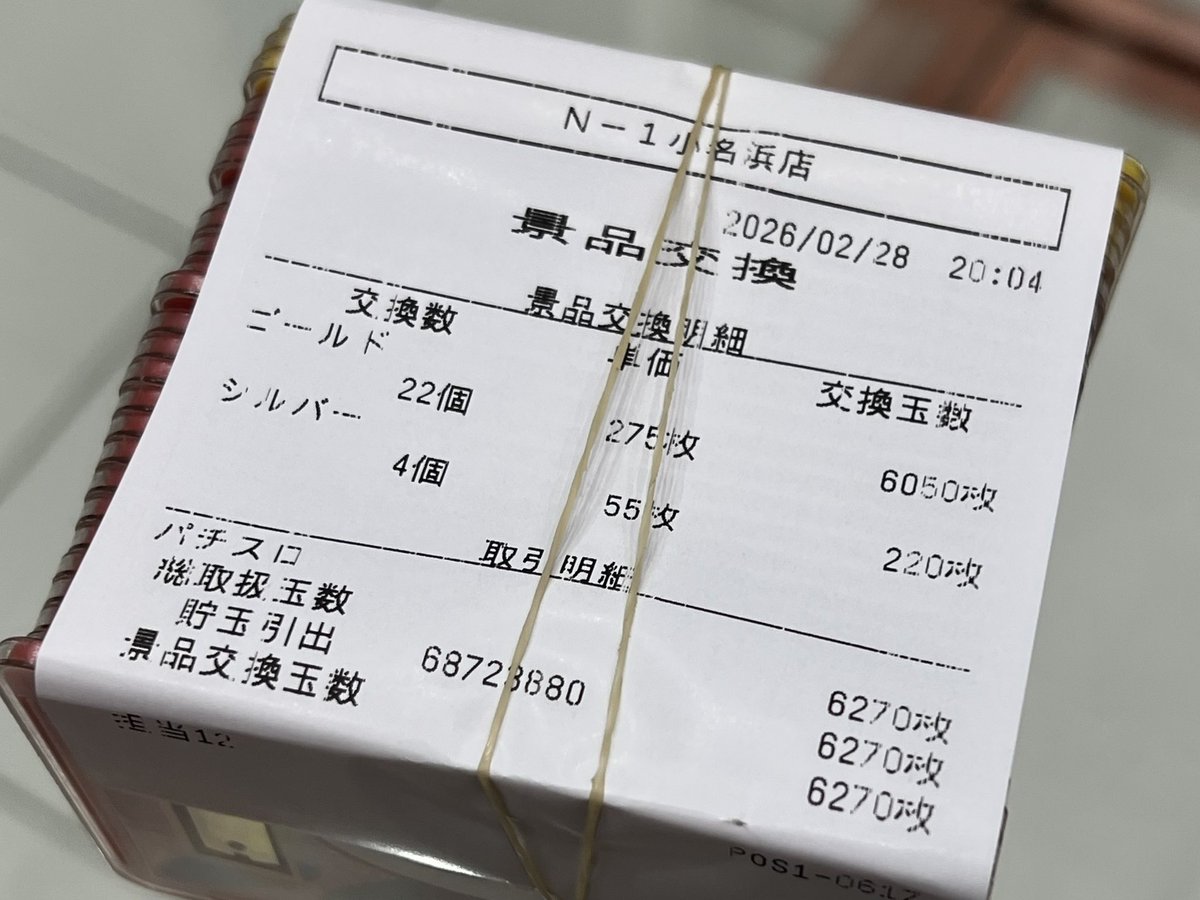 N-1小名浜店
2026/02/28 20:04
景品交換
景品交換明細
交換数 単価 交換玉数
ゴールド
22個 275枚 6050枚
シルバー
4個 55枚 220枚
取引明細
パチスロ
総取扱玉数 6270枚
貯玉引出 68723880 6270枚
景品交換玉数 6270枚
担当12